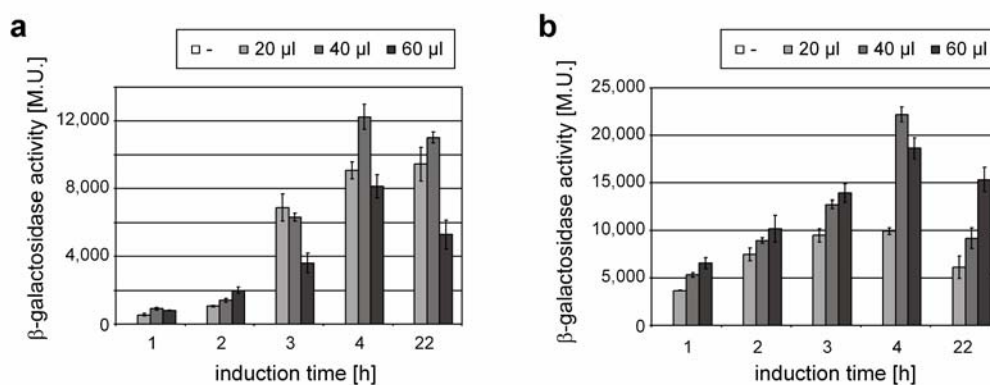 a
- 20 µl 40 µl 60 µl
β-galactosidase activity [M.U.]
12,000
8,000
4,000
0
1 2 3 4 22
induction time [h]
b
- 20 µl 40 µl 60 µl
β-galactosidase activity [M.U.]
25,000
20,000
15,000
10,000
5,000
0
1 2 3 4 22
induction time [h]